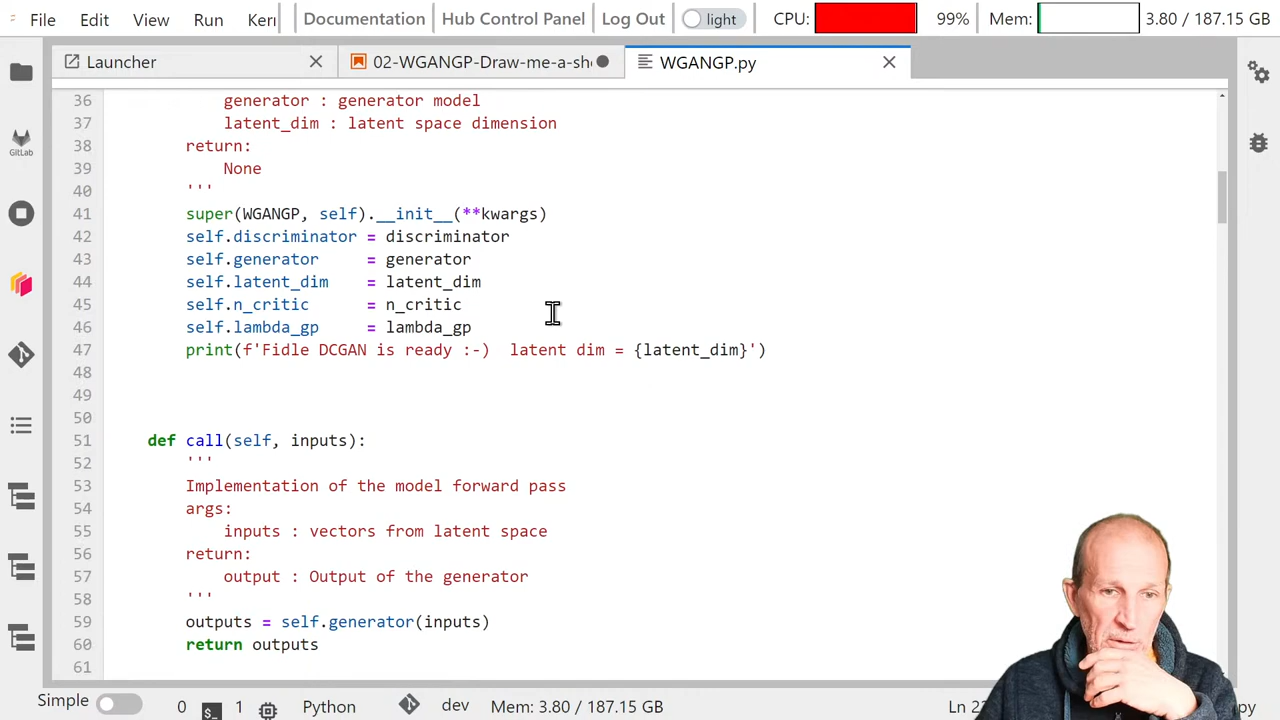 File Edit View Run Kern Documentation Hub Control Panel Log Out light CPU: 99% Mem: 3.80 / 187.15 GB
Launcher 02-WGANGP-Draw-me-a-sh WGANGP.py
GitLab
36 generator : generator model
37 latent_dim : latent space dimension
38 return:
39 None
40 '''
41 super(WGANGP, self).__init__(**kwargs)
42 self.discriminator = discriminator
43 self.generator = generator
44 self.latent_dim = latent_dim
45 self.n_critic = n_critic
46 self.lambda_gp = lambda_gp
47 print(f'Fidle DCGAN is ready :-) latent dim = {latent_dim}')
48
49
50
51 def call(self, inputs):
52 '''
53 Implementation of the model forward pass
54 args:
55 inputs : vectors from latent space
56 return:
57 output : Output of the generator
58 '''
59 outputs = self.generator(inputs)
60 return outputs
61
Simple 0 $_ 1 Python dev Mem: 3.80 / 187.15 GB